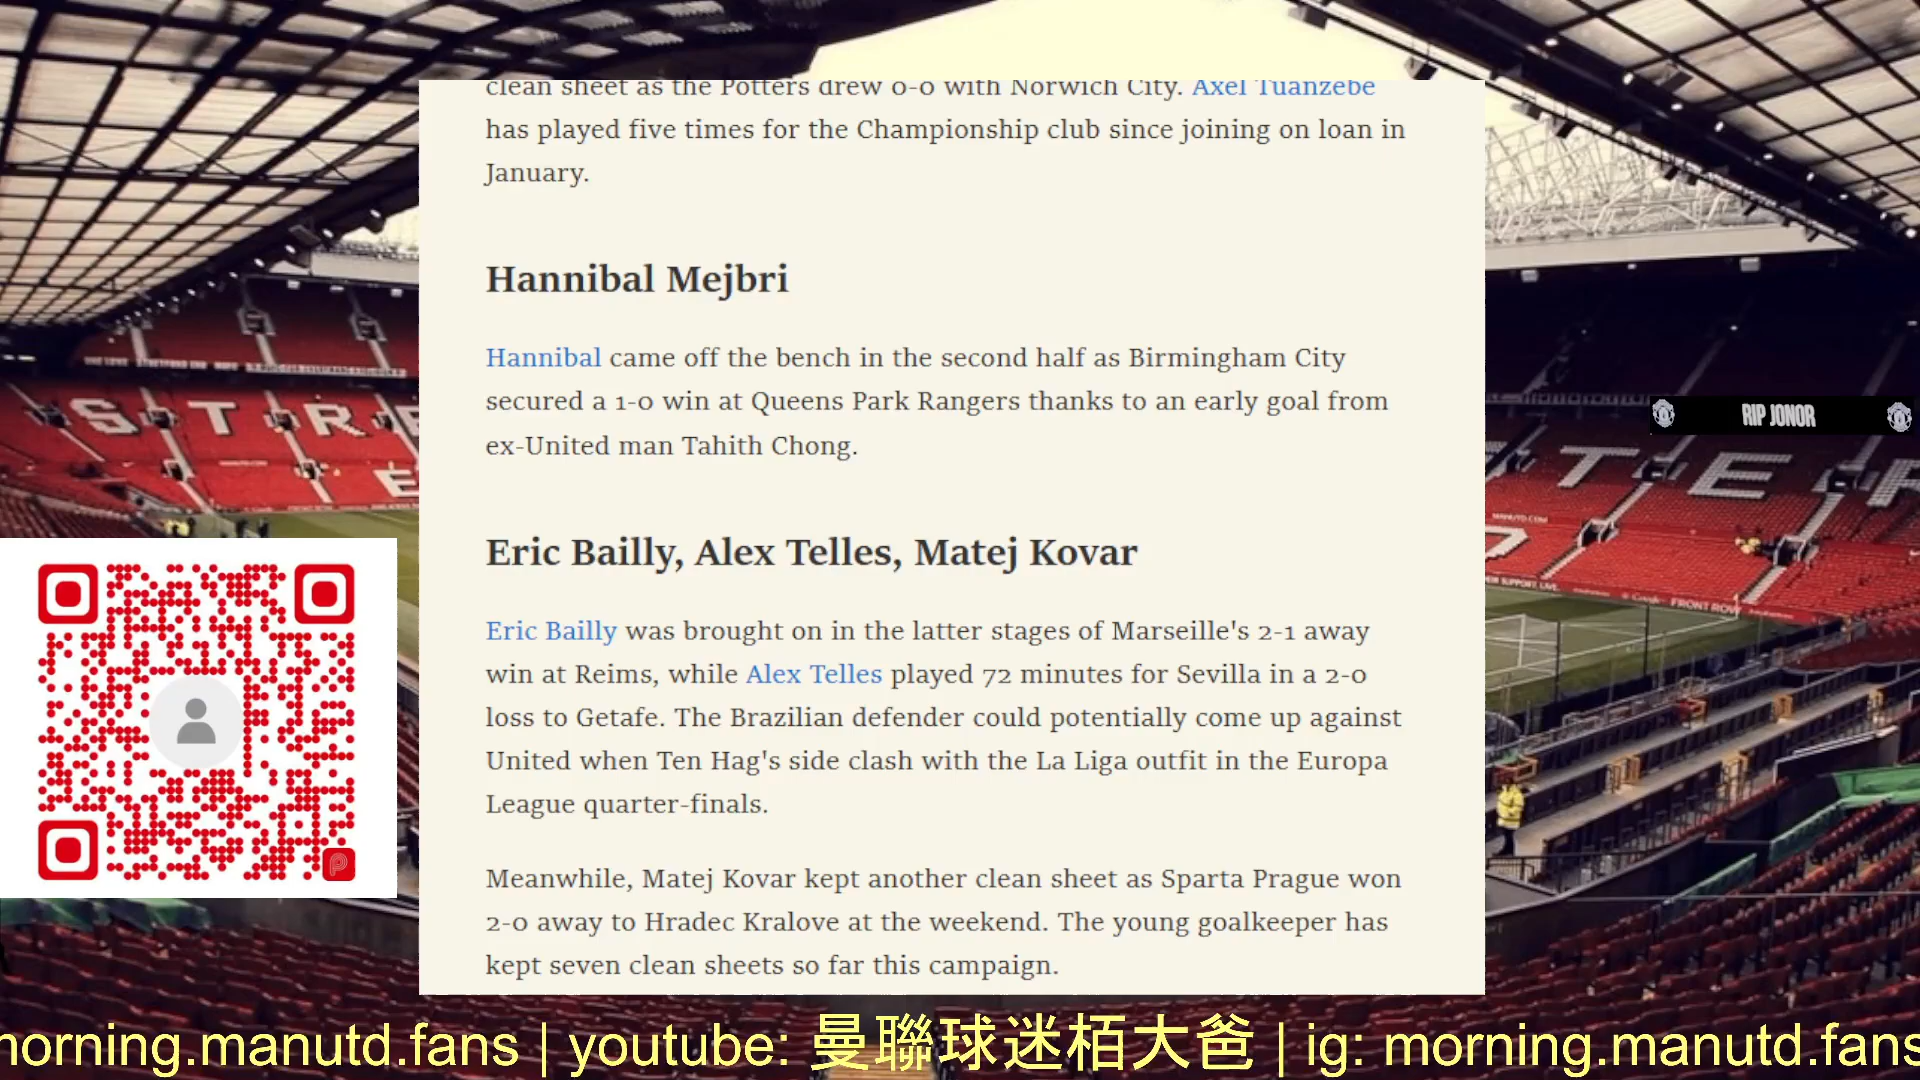 clean sheet as the Potters drew 0-0 with Norwich City. Axel Tuanzebe
has played five times for the Championship club since joining on loan in
January.
Hannibal Mejbri
Hannibal came off the bench in the second half as Birmingham City
secured a 1-0 win at Queens Park Rangers thanks to an early goal from
ex-United man Tahith Chong.
Eric Bailly, Alex Telles, Matej Kovar
Eric Bailly was brought on in the latter stages of Marseille's 2-1 away
win at Reims, while Alex Telles played 72 minutes for Sevilla in a 2-0
loss to Getafe. The Brazilian defender could potentially come up against
United when Ten Hag's side clash with the La Liga outfit in the Europa
League quarter-finals.
Meanwhile, Matej Kovar kept another clean sheet as Sparta Prague won
2-0 away to Hradec Kralove at the weekend. The young goalkeeper has
kept seven clean sheets so far this campaign.
STRE
E
RIP JONOR
TER
MANUTD.COM
FRONT ROW
morning.manutd.fans | youtube: 曼聯球迷栢大爸 | ig: morning.manutd.fans